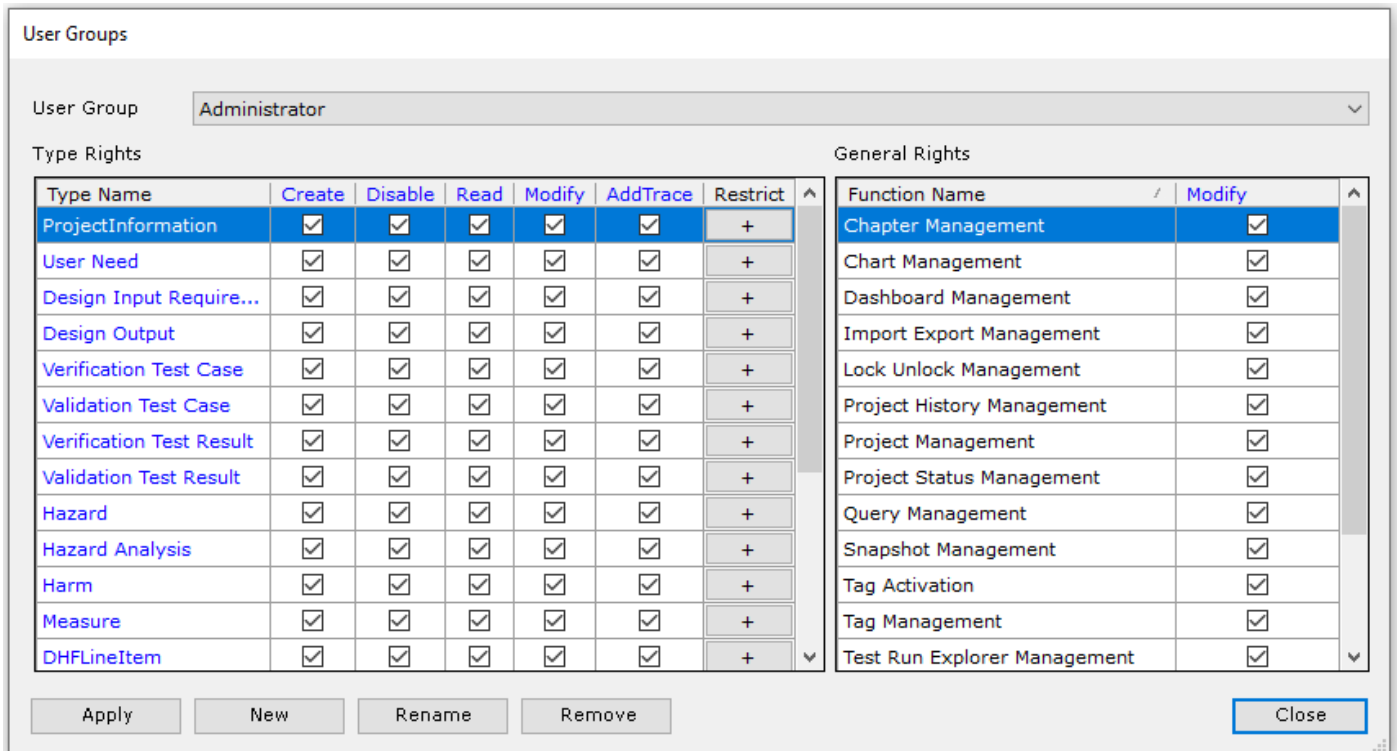 User Groups
User Group Administrator
Type Rights General Rights
Type Name Create Disable Read Modify AddTrace Restrict Function Name Modify
ProjectInformation + Chapter Management
User Need + Chart Management
Design Input Require... + Dashboard Management
Design Output + Import Export Management
Verification Test Case + Lock Unlock Management
Validation Test Case + Project History Management
Verification Test Result + Project Management
Validation Test Result + Project Status Management
Hazard + Query Management
Hazard Analysis + Snapshot Management
Harm + Tag Activation
Measure + Tag Management
DHFLineItem + Test Run Explorer Management
Apply New Rename Remove Close